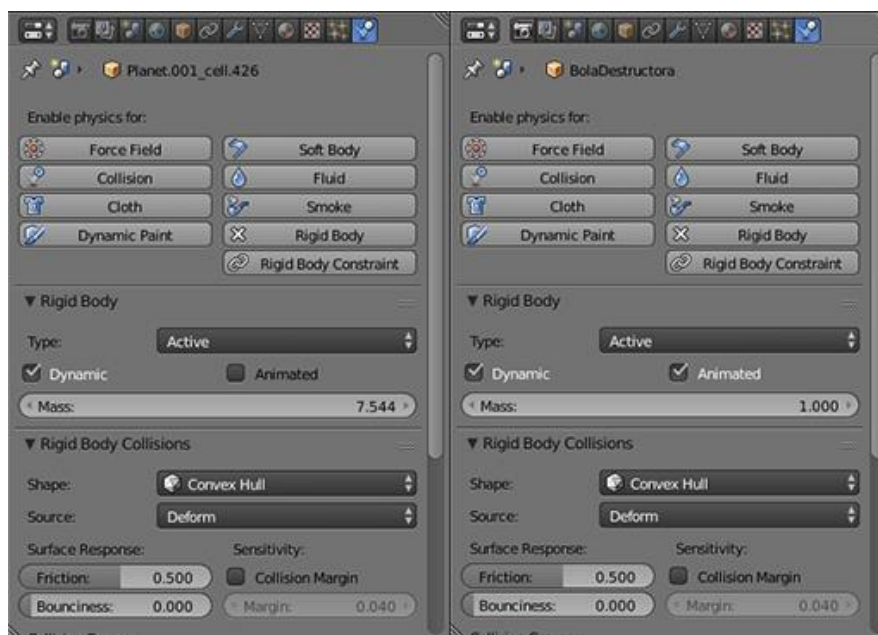 Planet.001_cell.426
Enable physics for:
Force Field
Soft Body
Collision
Fluid
Cloth
Smoke
Dynamic Paint
Rigid Body
Rigid Body Constraint
Rigid Body
Type:
Active
Dynamic
Animated
Mass:
7.544
Rigid Body Collisions
Shape:
Convex Hull
Source:
Deform
Surface Response:
Sensitivity:
Friction:
0.500
Collision Margin
Bounciness:
0.000
Margin:
0.040
BolaDestructora
Enable physics for:
Force Field
Soft Body
Collision
Fluid
Cloth
Smoke
Dynamic Paint
Rigid Body
Rigid Body Constraint
Rigid Body
Type:
Active
Dynamic
Animated
Mass:
1.000
Rigid Body Collisions
Shape:
Convex Hull
Source:
Deform
Surface Response:
Sensitivity:
Friction:
0.500
Collision Margin
Bounciness:
0.000
Margin:
0.040